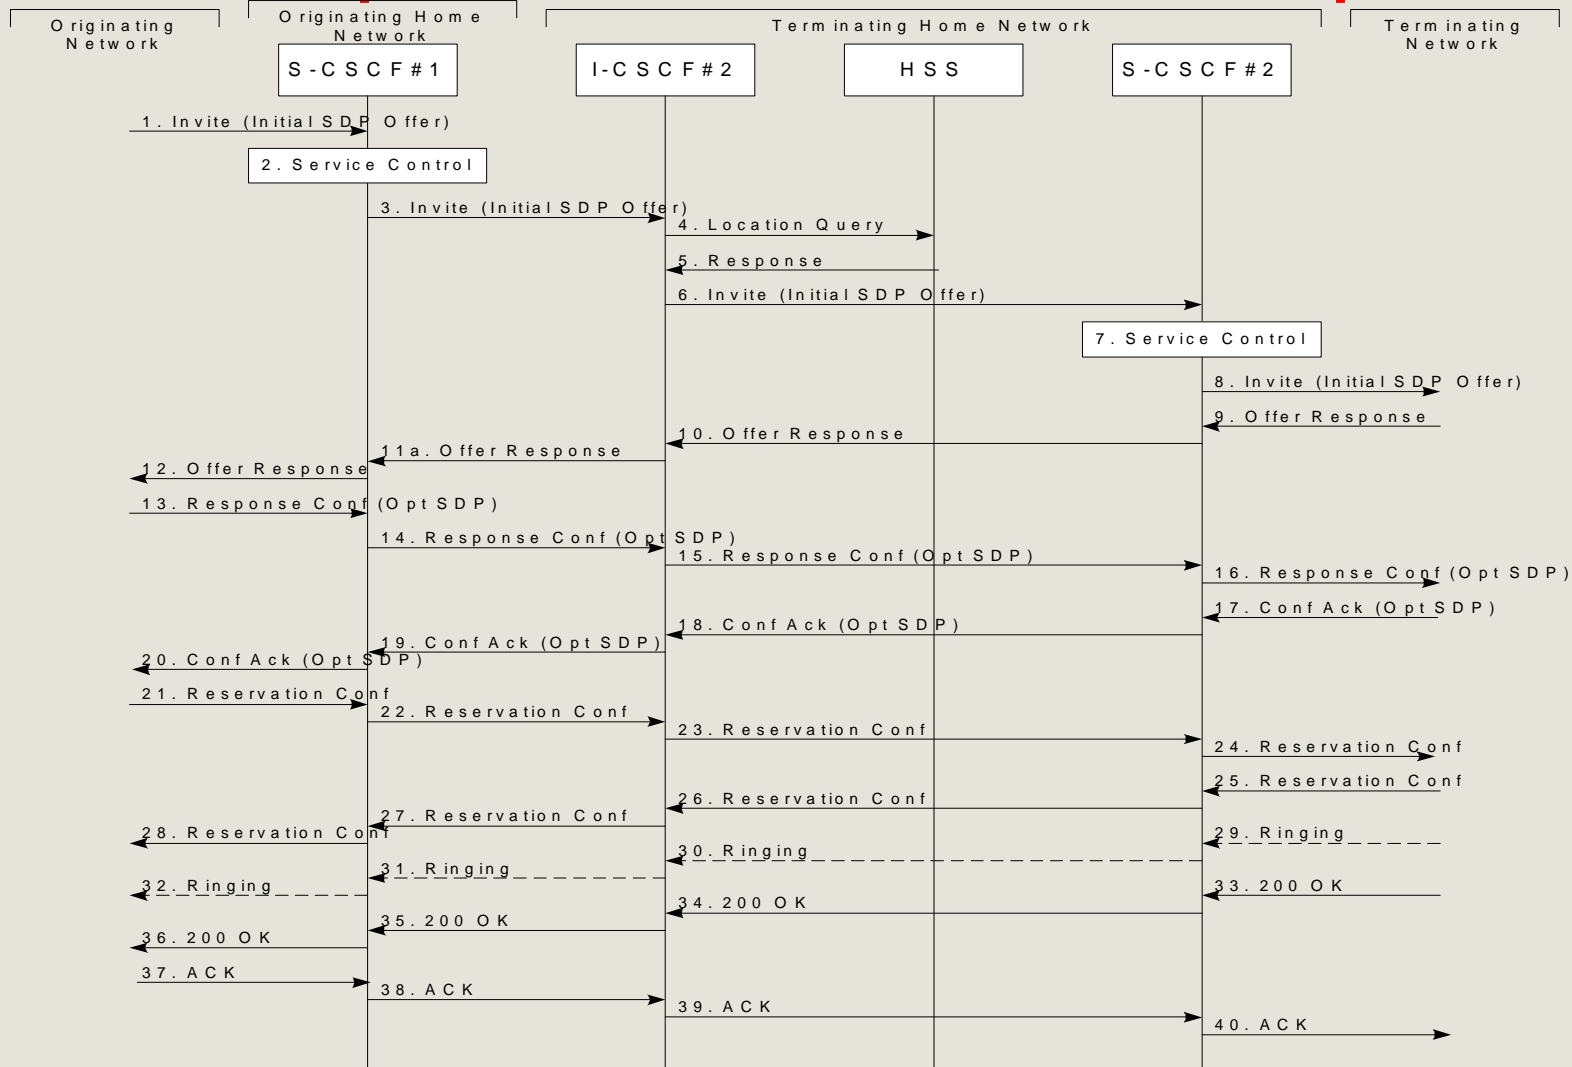 Originating
Network
Originating Home
Network
Terminating Home Network
Terminating
Network
S-CSCF#1
I-CSCF#2
HSS
S-CSCF#2
1. Invite (Initial SDP Offer)
2. Service Control
3. Invite (Initial SDP Offer)
4. Location Query
5. Response
6. Invite (Initial SDP Offer)
7. Service Control
8. Invite (Initial SDP Offer)
9. Offer Response
10. Offer Response
11a. Offer Response
12. Offer Response
13. Response Conf (Opt SDP)
14. Response Conf (Opt SDP)
15. Response Conf (Opt SDP)
16. Response Conf (Opt SDP)
17. Conf Ack (Opt SDP)
18. Conf Ack (Opt SDP)
19. Conf Ack (Opt SDP)
20. Conf Ack (Opt SDP)
21. Reservation Conf
22. Reservation Conf
23. Reservation Conf
24. Reservation Conf
25. Reservation Conf
26. Reservation Conf
27. Reservation Conf
28. Reservation Conf
29. Ringing
30. Ringing
31. Ringing
32. Ringing
33. 200 OK
34. 200 OK
35. 200 OK
36. 200 OK
37. ACK
38. ACK
39. ACK
40. ACK